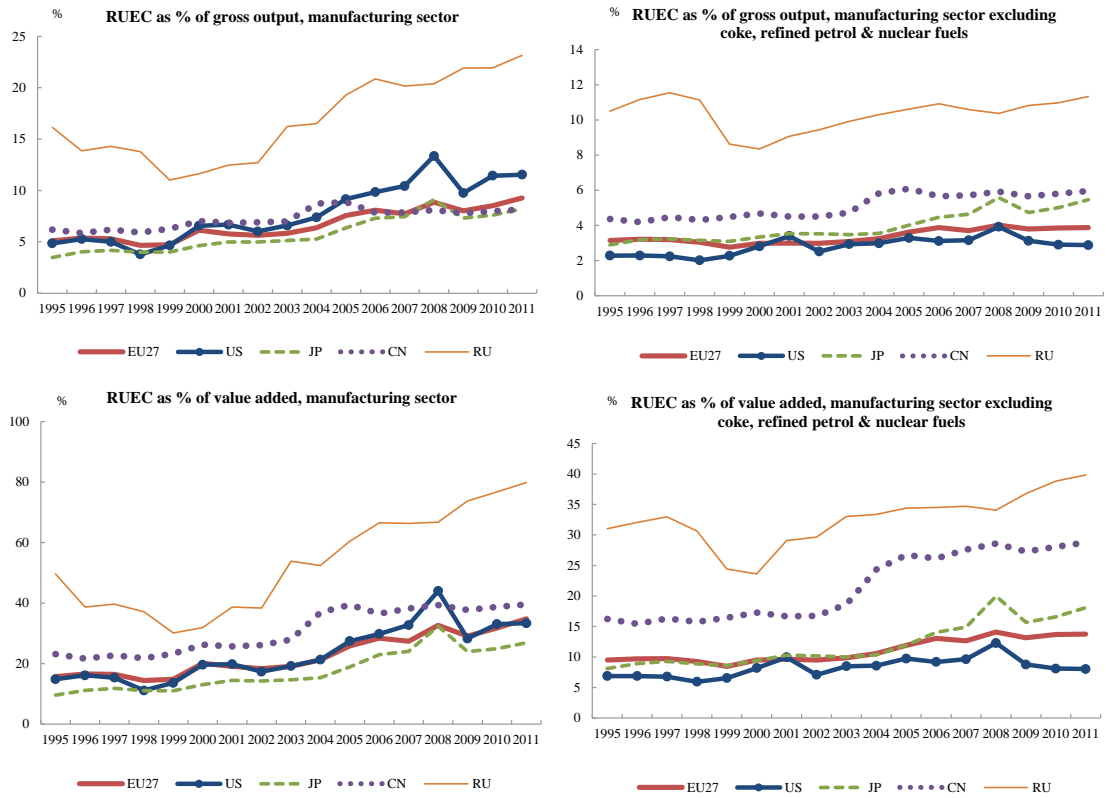 %
RUEC as % of gross output, manufacturing sector
25
20
15
10
5
0
1995 1996 1997 1998 1999 2000 2001 2002 2003 2004 2005 2006 2007 2008 2009 2010 2011
EU27 US JP CN RU
%
RUEC as % of gross output, manufacturing sector excluding
coke, refined petrol & nuclear fuels
14
12
10
8
6
4
2
0
1995 1996 1997 1998 1999 2000 2001 2002 2003 2004 2005 2006 2007 2008 2009 2010 2011
EU27 US JP CN RU
%
RUEC as % of value added, manufacturing sector
100
80
60
40
20
0
1995 1996 1997 1998 1999 2000 2001 2002 2003 2004 2005 2006 2007 2008 2009 2010 2011
EU27 US JP CN RU
%
RUEC as % of value added, manufacturing sector excluding
coke, refined petrol & nuclear fuels
45
40
35
30
25
20
15
10
5
0
1995 1996 1997 1998 1999 2000 2001 2002 2003 2004 2005 2006 2007 2008 2009 2010 2011
EU27 US JP CN RU